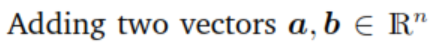 Adding two vectors a, b ∈ ℝⁿ